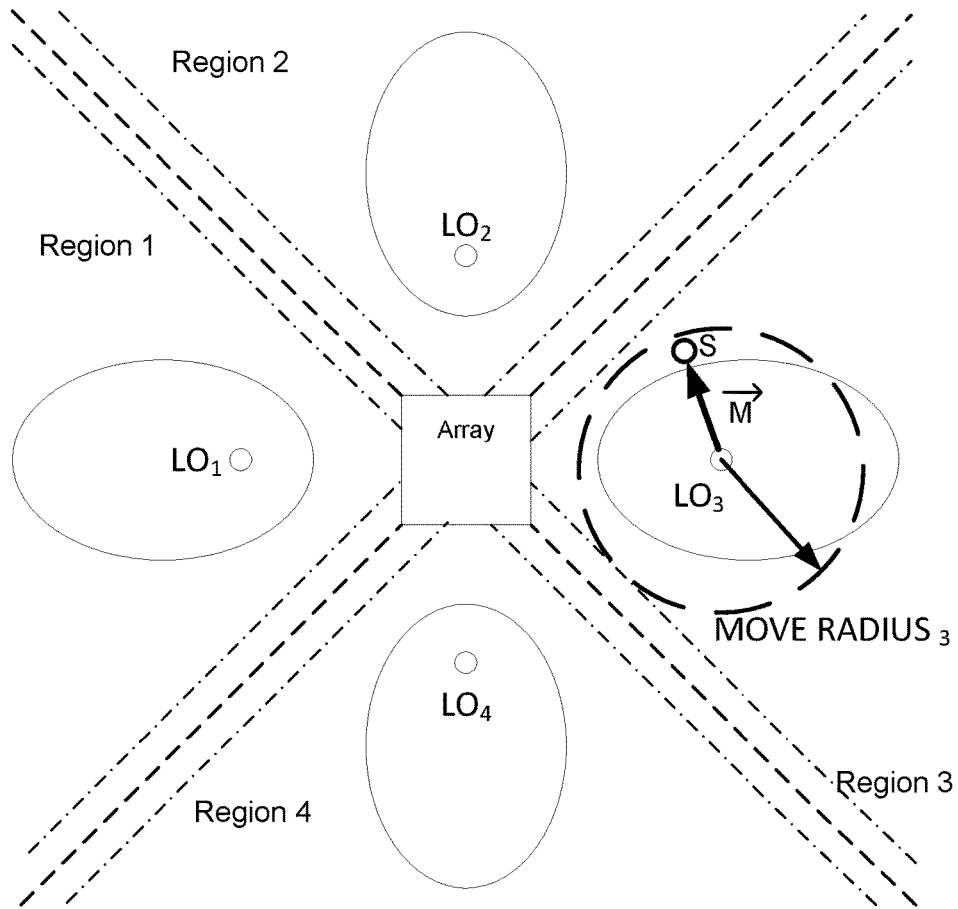 Region 2
LO2
Region 1
S
M
Array
LO1
LO3
MOVE RADIUS 3
LO4
Region 3
Region 4